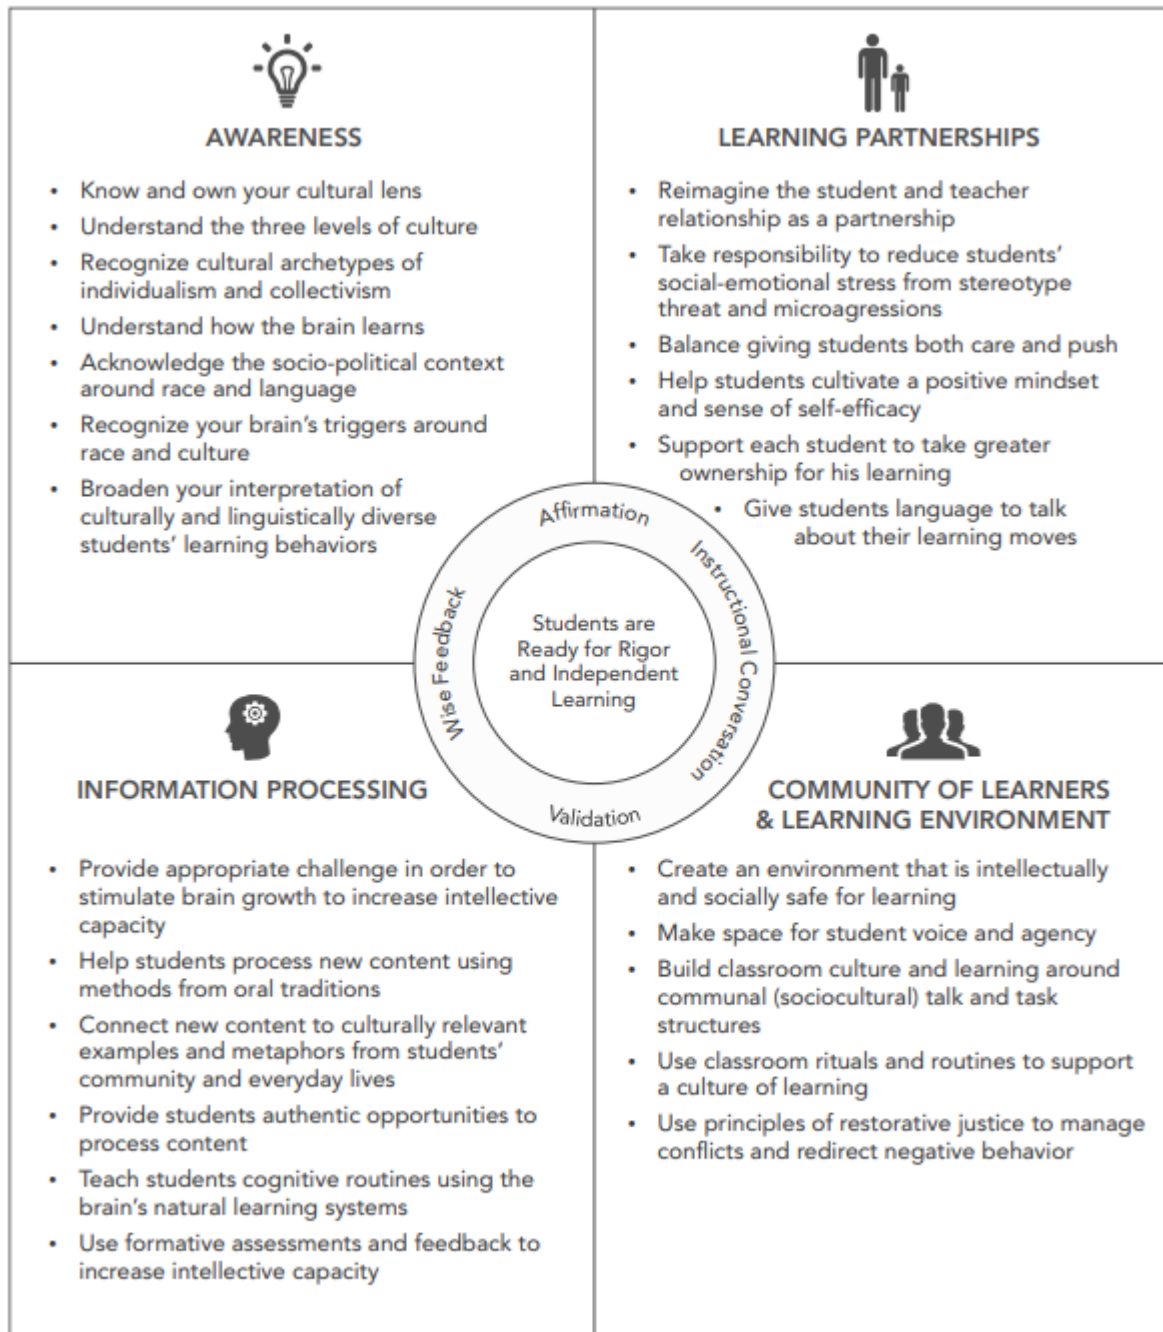 AWARENESS
• Know and own your cultural lens
• Understand the three levels of culture
• Recognize cultural archetypes of
individualism and collectivism
• Understand how the brain learns
• Acknowledge the socio-political context
around race and language
• Recognize your brain's triggers around
race and culture
• Broaden your interpretation of
culturally and linguistically diverse
students' learning behaviors
LEARNING PARTNERSHIPS
• Reimagine the student and teacher
relationship as a partnership
• Take responsibility to reduce students'
social-emotional stress from stereotype
threat and microagressions
• Balance giving students both care and push
• Help students cultivate a positive mindset
and sense of self-efficacy
• Support each student to take greater
ownership for his learning
• Give students language to talk
about their learning moves
Affirmation
Instructional Conversation
Validation
Wise Feedback
Students are
Ready for Rigor
and Independent
Learning
INFORMATION PROCESSING
• Provide appropriate challenge in order to
stimulate brain growth to increase intellective
capacity
• Help students process new content using
methods from oral traditions
• Connect new content to culturally relevant
examples and metaphors from students'
community and everyday lives
• Provide students authentic opportunities to
process content
• Teach students cognitive routines using the
brain's natural learning systems
• Use formative assessments and feedback to
increase intellective capacity
COMMUNITY OF LEARNERS
& LEARNING ENVIRONMENT
• Create an environment that is intellectually
and socially safe for learning
• Make space for student voice and agency
• Build classroom culture and learning around
communal (sociocultural) talk and task
structures
• Use classroom rituals and routines to support
a culture of learning
• Use principles of restorative justice to manage
conflicts and redirect negative behavior